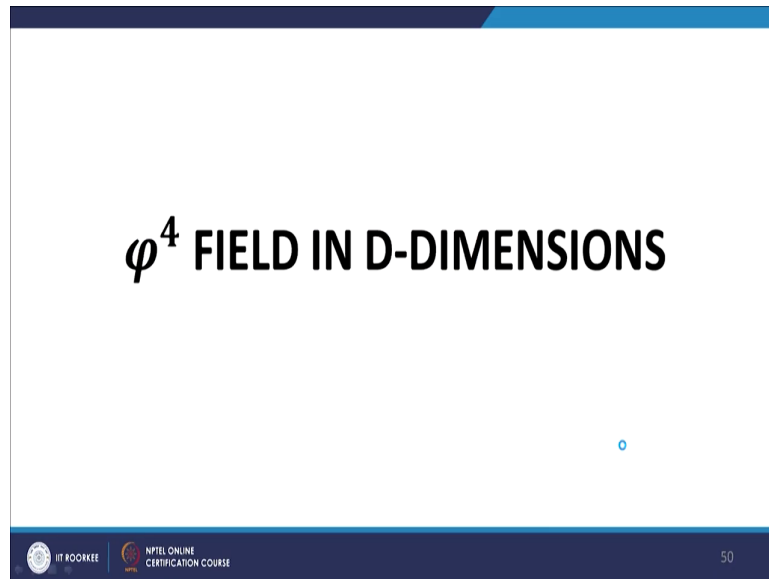 φ⁴ FIELD IN D-DIMENSIONS
IIT ROORKEE
NPTEL ONLINE
CERTIFICATION COURSE
50